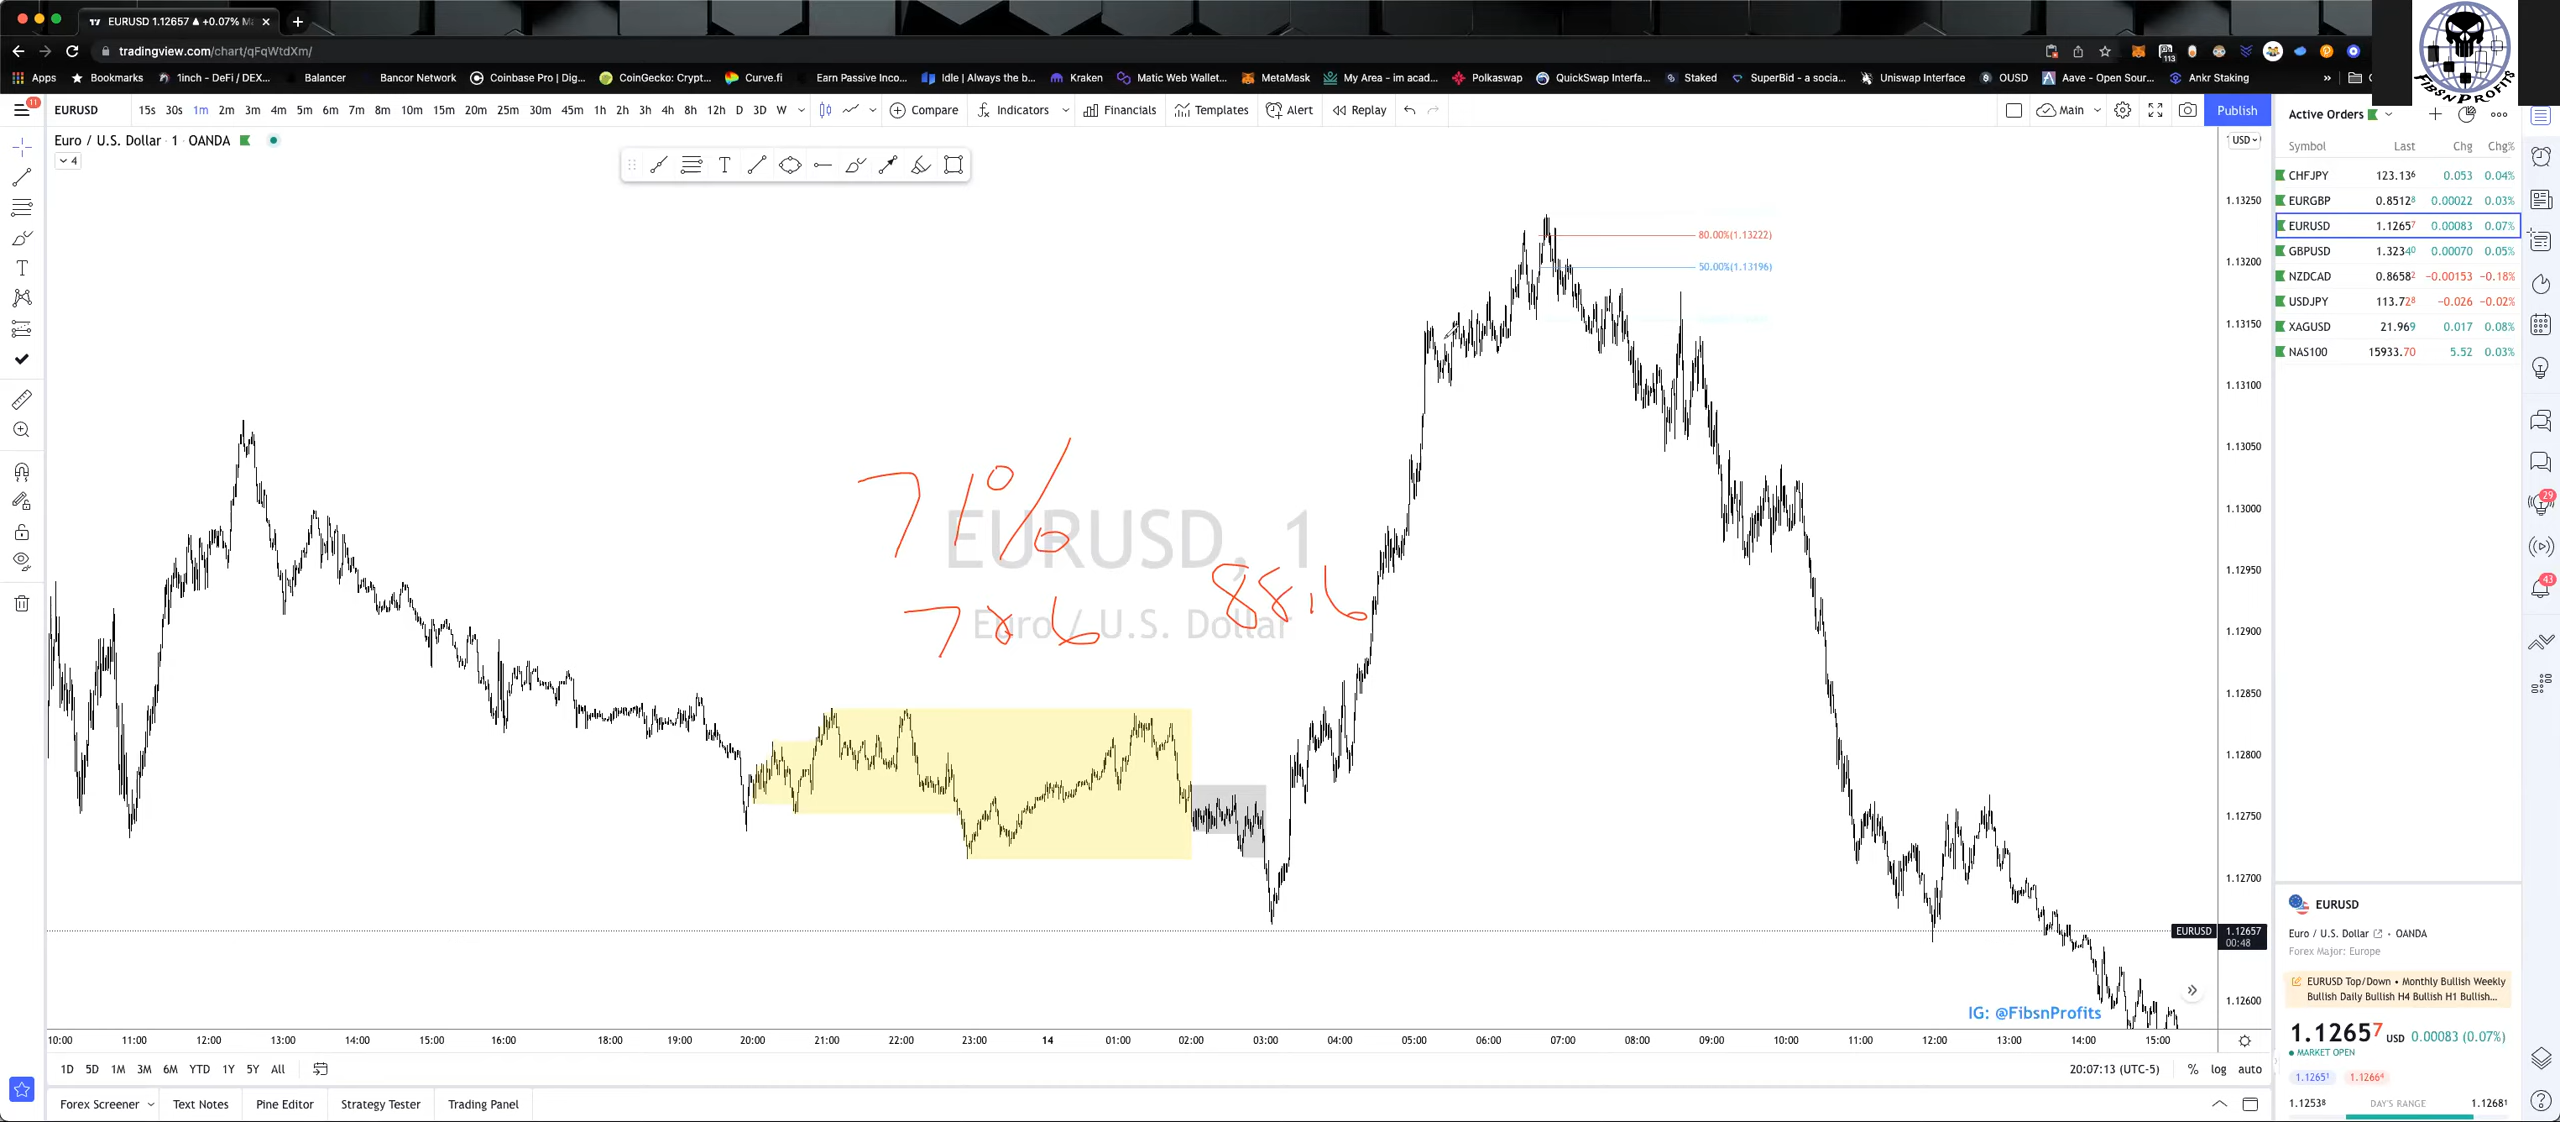 EURUSD 1.12657 ▲ +0.07% M
tradingview.com/chart/qFqWtdXm/
Apps Bookmarks 1inch - DeFi / DEX... Balancer Bancor Network Coinbase Pro | Dig... CoinGecko: Crypt... Curve.fi Earn Passive Inco... Idle | Always the b... Kraken Matic Web Wallet... MetaMask My Area - im acad... Polkaswap QuickSwap Interfa... Staked SuperBid - a socia... Uniswap Interface OUSD Aave - Open Sour... Ankr Staking »
FIBSNPROFITS
113
11
EURUSD 15s 30s 1m 2m 3m 4m 5m 6m 7m 8m 10m 15m 20m 25m 30m 45m 1h 2h 3h 4h 8h 12h D 3D W Compare Indicators Financials Templates Alert Replay Main Publish
Euro / U.S. Dollar · 1 · OANDA
4
USD
80.00%(1.13222)
50.00%(1.13196)
1.13250
1.13200
1.13150
1.13100
1.13050
1.13000
1.12950
1.12900
1.12850
1.12800
1.12750
1.12700
EURUSD 1.12657
00:48
1.12600
71%
EURUSD, 1
78.6 88.6
Euro / U.S. Dollar
IG: @FibsnProfits
10:00 11:00 12:00 13:00 14:00 15:00 16:00 18:00 19:00 20:00 21:00 22:00 23:00 14 01:00 02:00 03:00 04:00 05:00 06:00 07:00 08:00 09:00 10:00 11:00 12:00 13:00 14:00 15:00
1D 5D 1M 3M 6M YTD 1Y 5Y All 20:07:13 (UTC-5) % log auto
Forex Screener Text Notes Pine Editor Strategy Tester Trading Panel
Active Orders
Symbol Last Chg Chg%
CHFJPY 123.136 0.053 0.04%
EURGBP 0.85128 0.00022 0.03%
EURUSD 1.12657 0.00083 0.07%
GBPUSD 1.32340 0.00070 0.05%
NZDCAD 0.86582 −0.00153 −0.18%
USDJPY 113.728 −0.026 −0.02%
XAGUSD 21.969 0.017 0.08%
NAS100 15933.70 5.52 0.03%
29
43
EURUSD
Euro / U.S. Dollar • OANDA
Forex Major: Europe
EURUSD Top/Down • Monthly Bullish Weekly
Bullish Daily Bullish H4 Bullish H1 Bullish...
1.12657 USD 0.00083 (0.07%)
MARKET OPEN
1.12651 1.12664
1.12538 DAY'S RANGE 1.12681